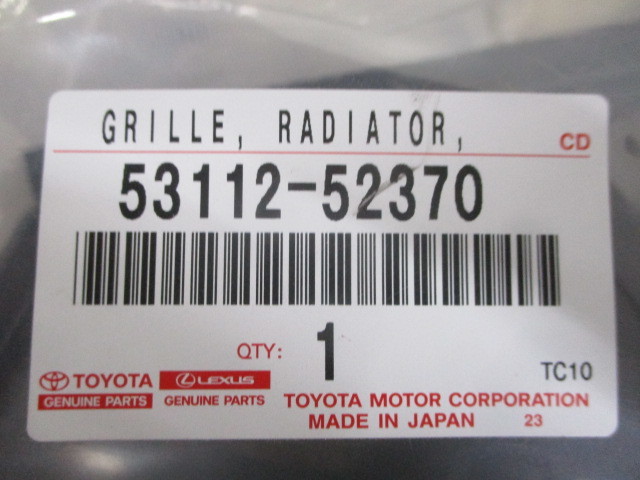 GRILLE, RADIATOR,
CD
53112-52370
QTY: 1
TC10
TOYOTA LEXUS
GENUINE PARTS GENUINE PARTS
TOYOTA MOTOR CORPORATION
MADE IN JAPAN 23